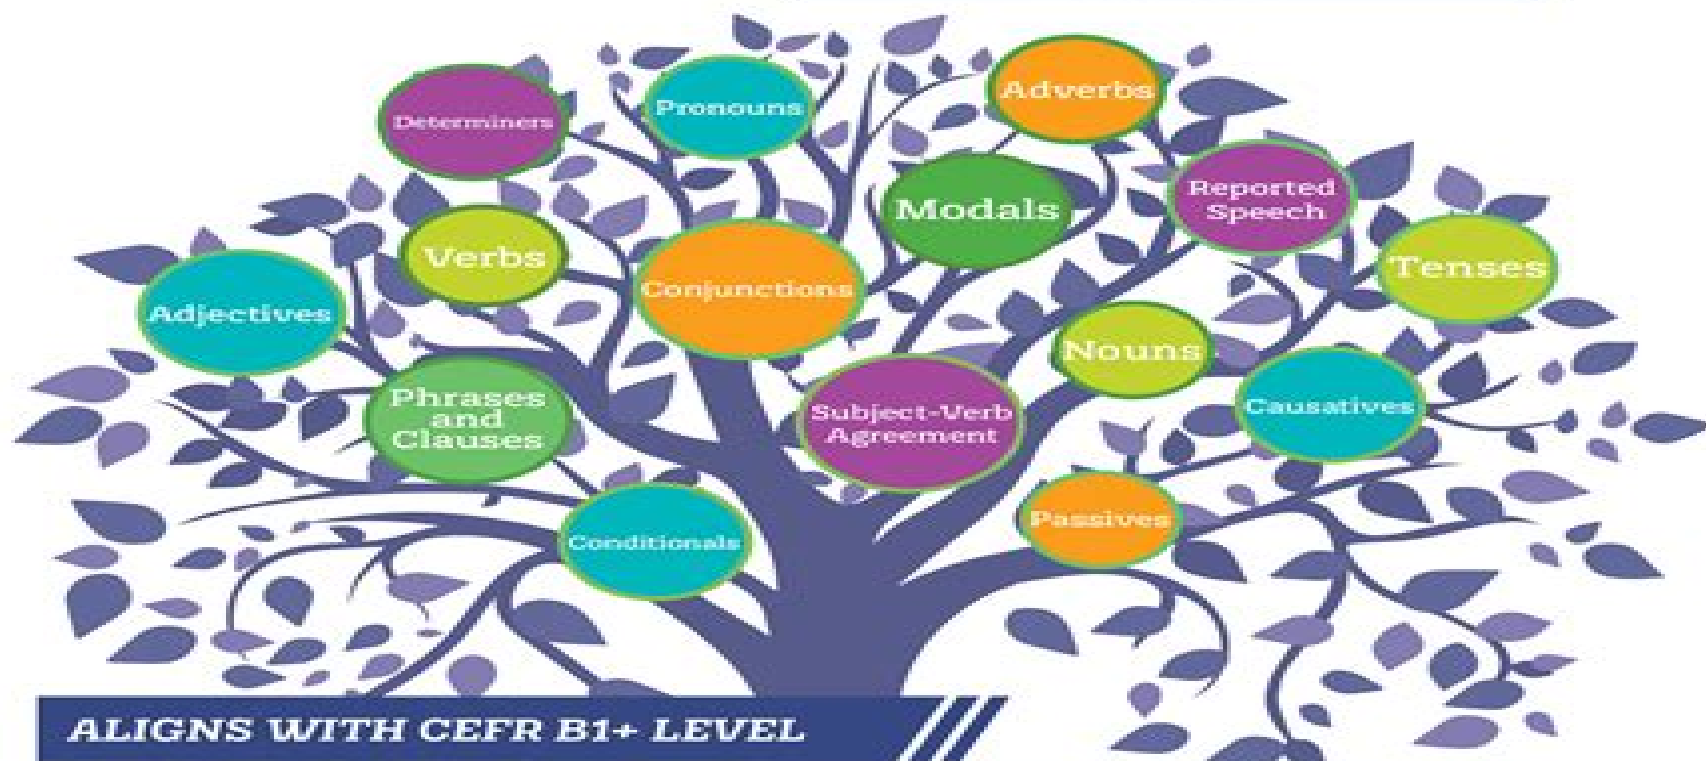 Adverbs
Pronouns
Determiners
Reported
Speech
Modals
Verbs
Tenses
Conjunctions
Adjectives
Nouns
Phrases
and
Clauses
Subject-Verb
Agreement
Causatives
Passives
Conditionals
ALIGNS WITH CEFR B1+ LEVEL